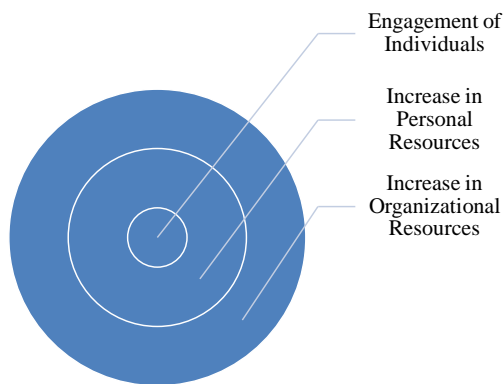 Engagement of
Individuals
Increase in
Personal
Resources
Increase in
Organizational
Resources